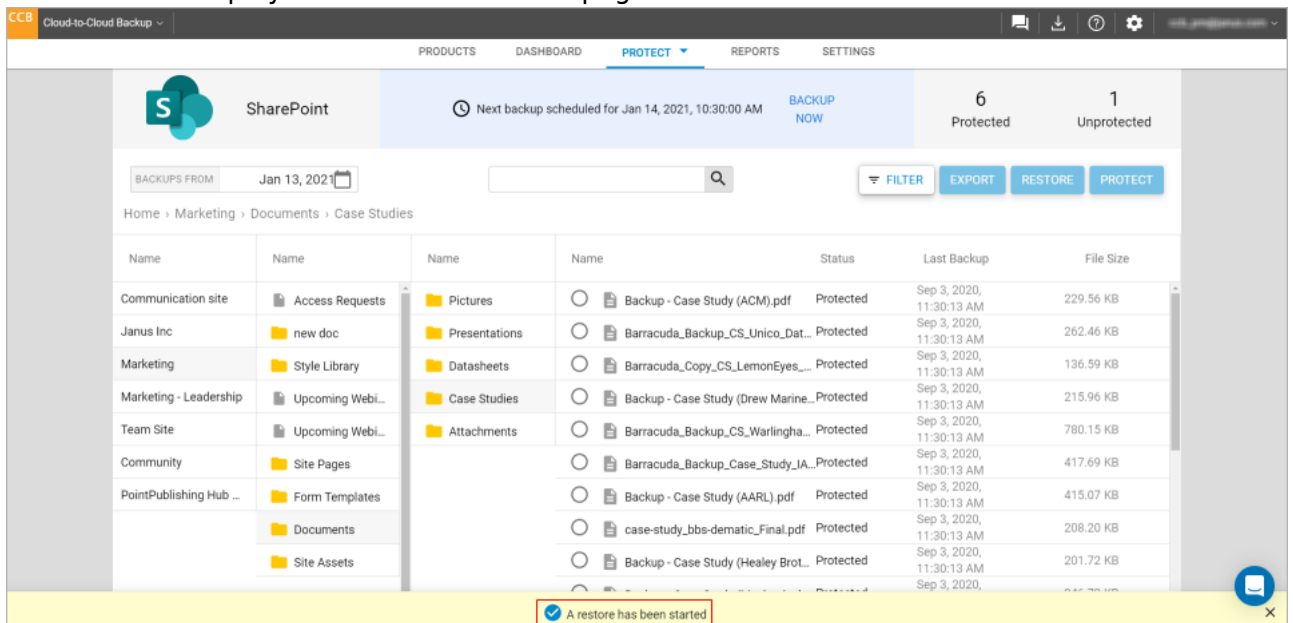 CCB Cloud-to-Cloud Backup
PRODUCTS DASHBOARD PROTECT REPORTS SETTINGS
S SharePoint Next backup scheduled for Jan 14, 2021, 10:30:00 AM BACKUP NOW 6 Protected 1 Unprotected
BACKUPS FROM Jan 13, 2021 FILTER EXPORT RESTORE PROTECT
Home › Marketing › Documents › Case Studies
Name Name Name Name Status Last Backup File Size
Communication site Access Requests Pictures Backup - Case Study (ACM).pdf Protected Sep 3, 2020, 11:30:13 AM 229.56 KB
Janus Inc new doc Presentations Barracuda_Backup_CS_Unico_Dat... Protected Sep 3, 2020, 11:30:13 AM 262.46 KB
Marketing Style Library Datasheets Barracuda_Copy_CS_LemonEyes_... Protected Sep 3, 2020, 11:30:13 AM 136.59 KB
Marketing - Leadership Upcoming Webi... Case Studies Backup - Case Study (Drew Marine... Protected Sep 3, 2020, 11:30:13 AM 215.96 KB
Team Site Upcoming Webi... Attachments Barracuda_Backup_CS_Warlingha... Protected Sep 3, 2020, 11:30:13 AM 780.15 KB
Community Site Pages Barracuda_Backup_Case_Study_IA... Protected Sep 3, 2020, 11:30:13 AM 417.69 KB
PointPublishing Hub ... Form Templates Backup - Case Study (AARL).pdf Protected Sep 3, 2020, 11:30:13 AM 415.07 KB
Documents case-study_bbs-dematic_Final.pdf Protected Sep 3, 2020, 11:30:13 AM 208.20 KB
Site Assets Backup - Case Study (Healey Brot... Protected Sep 3, 2020, 11:30:13 AM 201.72 KB
Sep 3, 2020,
A restore has been started